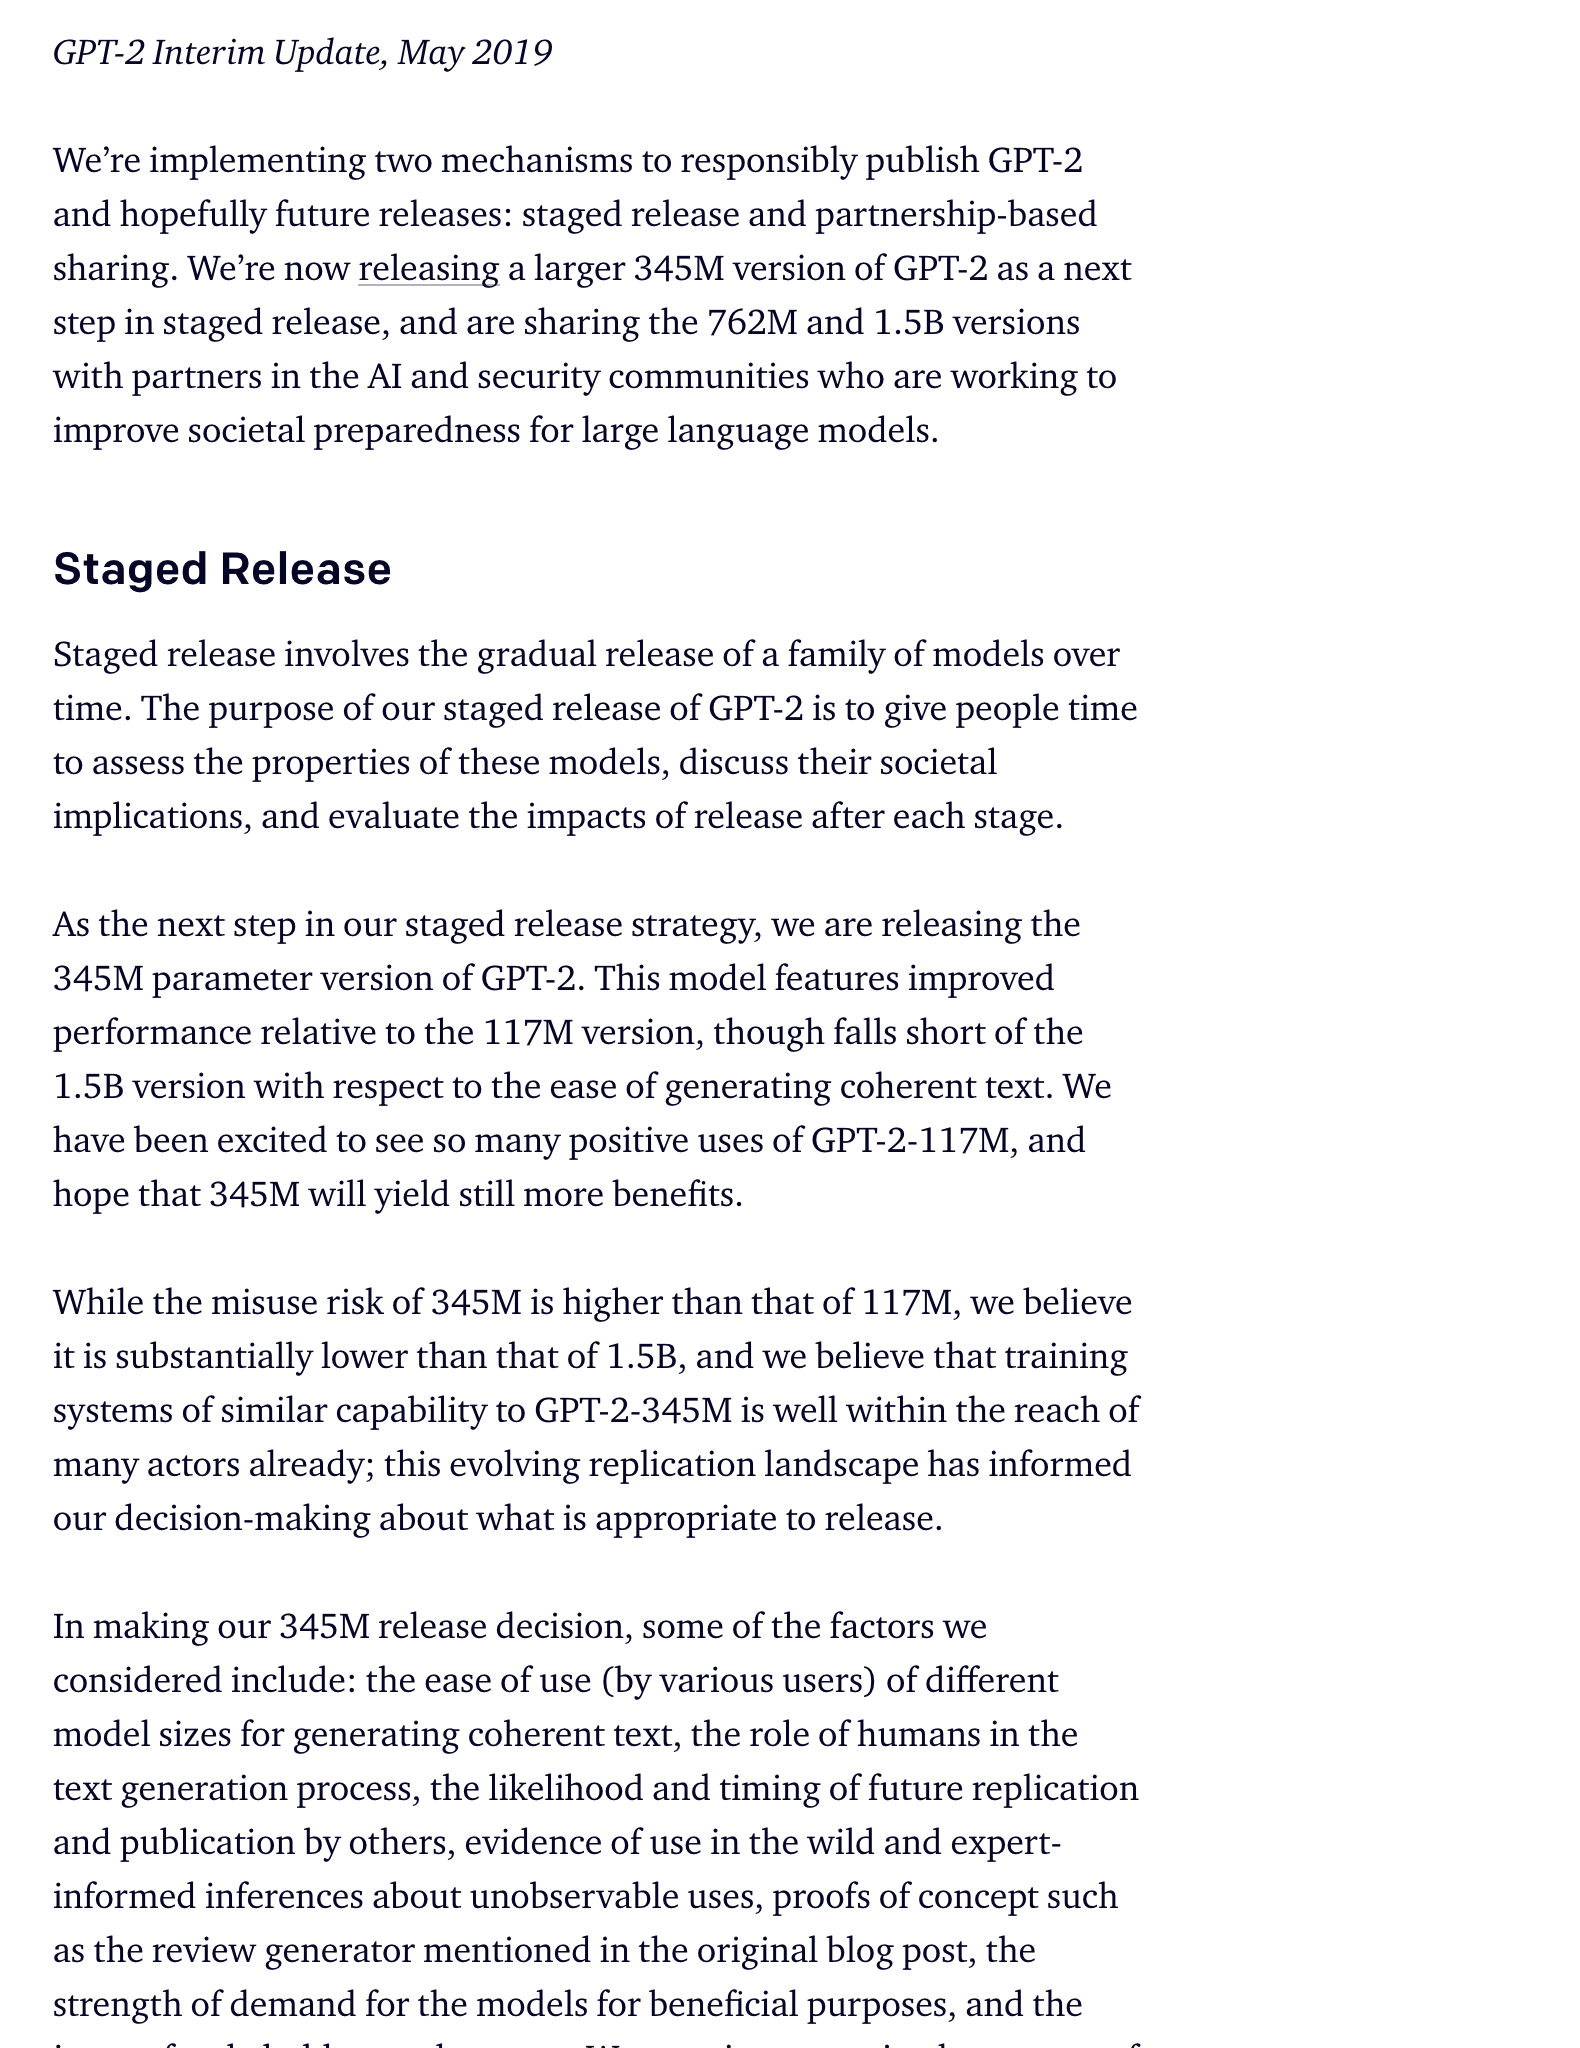 GPT-2 Interim Update, May 2019
We’re implementing two mechanisms to responsibly publish GPT-2
and hopefully future releases: staged release and partnership-based
sharing. We’re now releasing a larger 345M version of GPT-2 as a next
step in staged release, and are sharing the 762M and 1.5B versions
with partners in the AI and security communities who are working to
improve societal preparedness for large language models.
Staged Release
Staged release involves the gradual release of a family of models over
time. The purpose of our staged release of GPT-2 is to give people time
to assess the properties of these models, discuss their societal
implications, and evaluate the impacts of release after each stage.
As the next step in our staged release strategy, we are releasing the
345M parameter version of GPT-2. This model features improved
performance relative to the 117M version, though falls short of the
1.5B version with respect to the ease of generating coherent text. We
have been excited to see so many positive uses of GPT-2-117M, and
hope that 345M will yield still more benefits.
While the misuse risk of 345M is higher than that of 117M, we believe
it is substantially lower than that of 1.5B, and we believe that training
systems of similar capability to GPT-2-345M is well within the reach of
many actors already; this evolving replication landscape has informed
our decision-making about what is appropriate to release.
In making our 345M release decision, some of the factors we
considered include: the ease of use (by various users) of different
model sizes for generating coherent text, the role of humans in the
text generation process, the likelihood and timing of future replication
and publication by others, evidence of use in the wild and expert-
informed inferences about unobservable uses, proofs of concept such
as the review generator mentioned in the original blog post, the
strength of demand for the models for beneficial purposes, and the